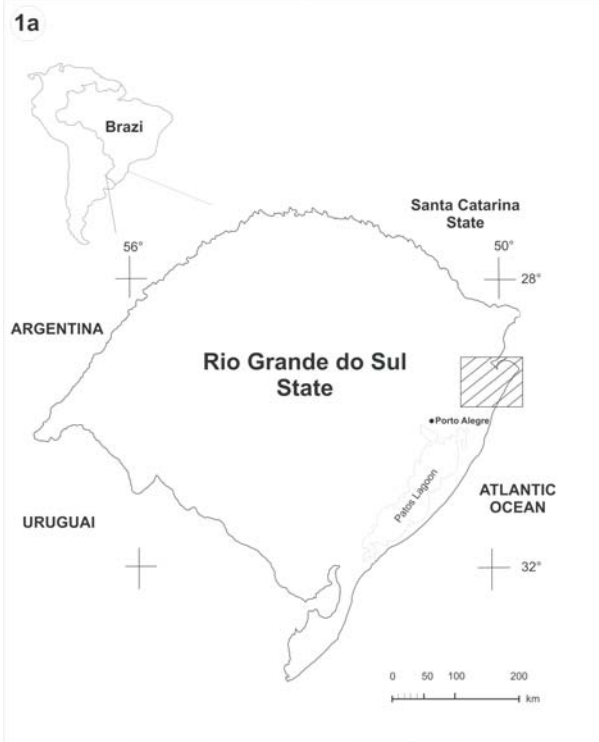 1a
Brazi
Santa Catarina
State
56°
50°
28°
ARGENTINA
Rio Grande do Sul
State
Porto Alegre
Patos Lagoon
ATLANTIC
OCEAN
URUGUAI
32°
0 50 100 200
km